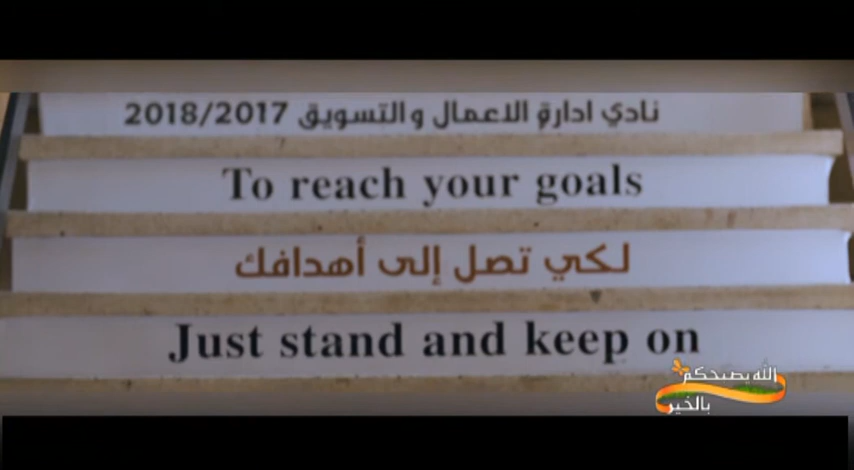 نادي ادارة الاعمال والتسويق 2018/2017
To reach your goals
لكي تصل إلى أهدافك
Just stand and keep on
الله يصبحكم
بالخير